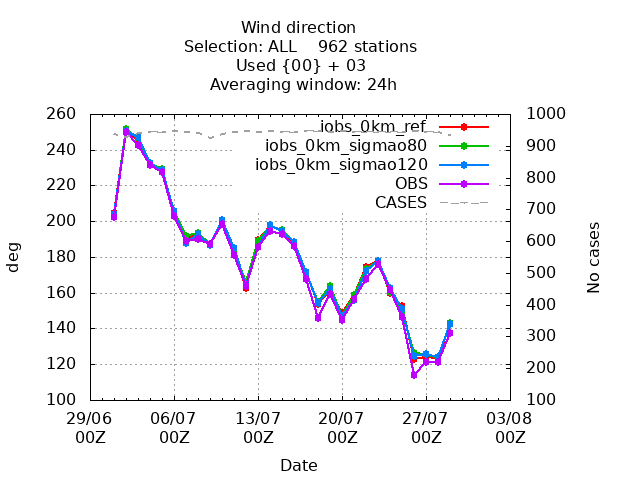 Wind direction
Selection: ALL    962 stations
Used {00} + 03
Averaging window: 24h
260
240
220
200
180
160
140
120
100
deg
1000
900
800
700
600
500
400
300
200
100
No cases
iobs_0km_ref
iobs_0km_sigmao80
iobs_0km_sigmao120
OBS
CASES
29/06 06/07 13/07 20/07 27/07 03/08
00Z 00Z 00Z 00Z 00Z 00Z
Date